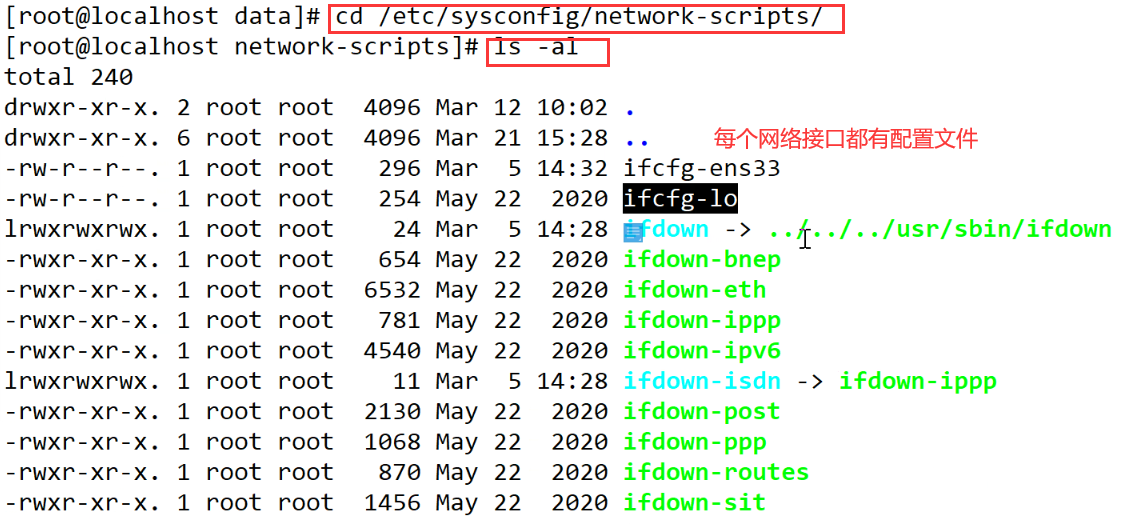 [root@localhost data]# cd /etc/sysconfig/network-scripts/
[root@localhost network-scripts]# ls -al
total 240
drwxr-xr-x. 2 root root  4096 Mar 12 10:02 .
drwxr-xr-x. 6 root root  4096 Mar 21 15:28 .. 每个网络接口都有配置文件
-rw-r--r--. 1 root root   296 Mar  5 14:32 ifcfg-ens33
-rw-r--r--. 1 root root   254 May 22  2020 ifcfg-lo
lrwxrwxrwx. 1 root root    24 Mar  5 14:28 ifdown -> ../../../usr/sbin/ifdown
-rwxr-xr-x. 1 root root   654 May 22  2020 ifdown-bnep
-rwxr-xr-x. 1 root root  6532 May 22  2020 ifdown-eth
-rwxr-xr-x. 1 root root   781 May 22  2020 ifdown-ippp
-rwxr-xr-x. 1 root root  4540 May 22  2020 ifdown-ipv6
lrwxrwxrwx. 1 root root    11 Mar  5 14:28 ifdown-isdn -> ifdown-ippp
-rwxr-xr-x. 1 root root  2130 May 22  2020 ifdown-post
-rwxr-xr-x. 1 root root  1068 May 22  2020 ifdown-ppp
-rwxr-xr-x. 1 root root   870 May 22  2020 ifdown-routes
-rwxr-xr-x. 1 root root  1456 May 22  2020 ifdown-sit